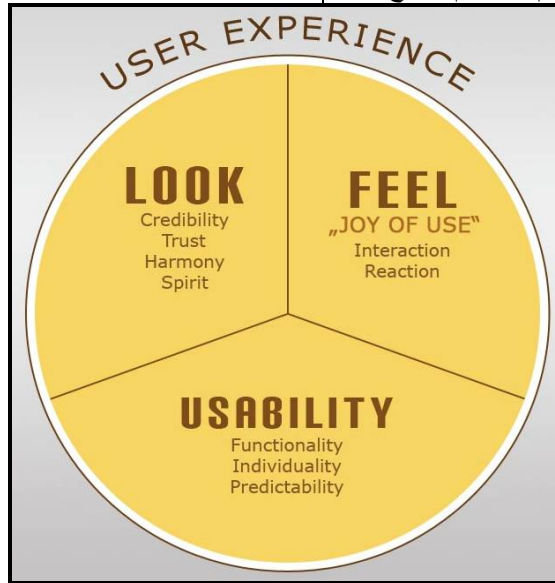 USER EXPERIENCE
LOOK
Credibility
Trust
Harmony
Spirit
FEEL
„JOY OF USE“
Interaction
Reaction
USABILITY
Functionality
Individuality
Predictability